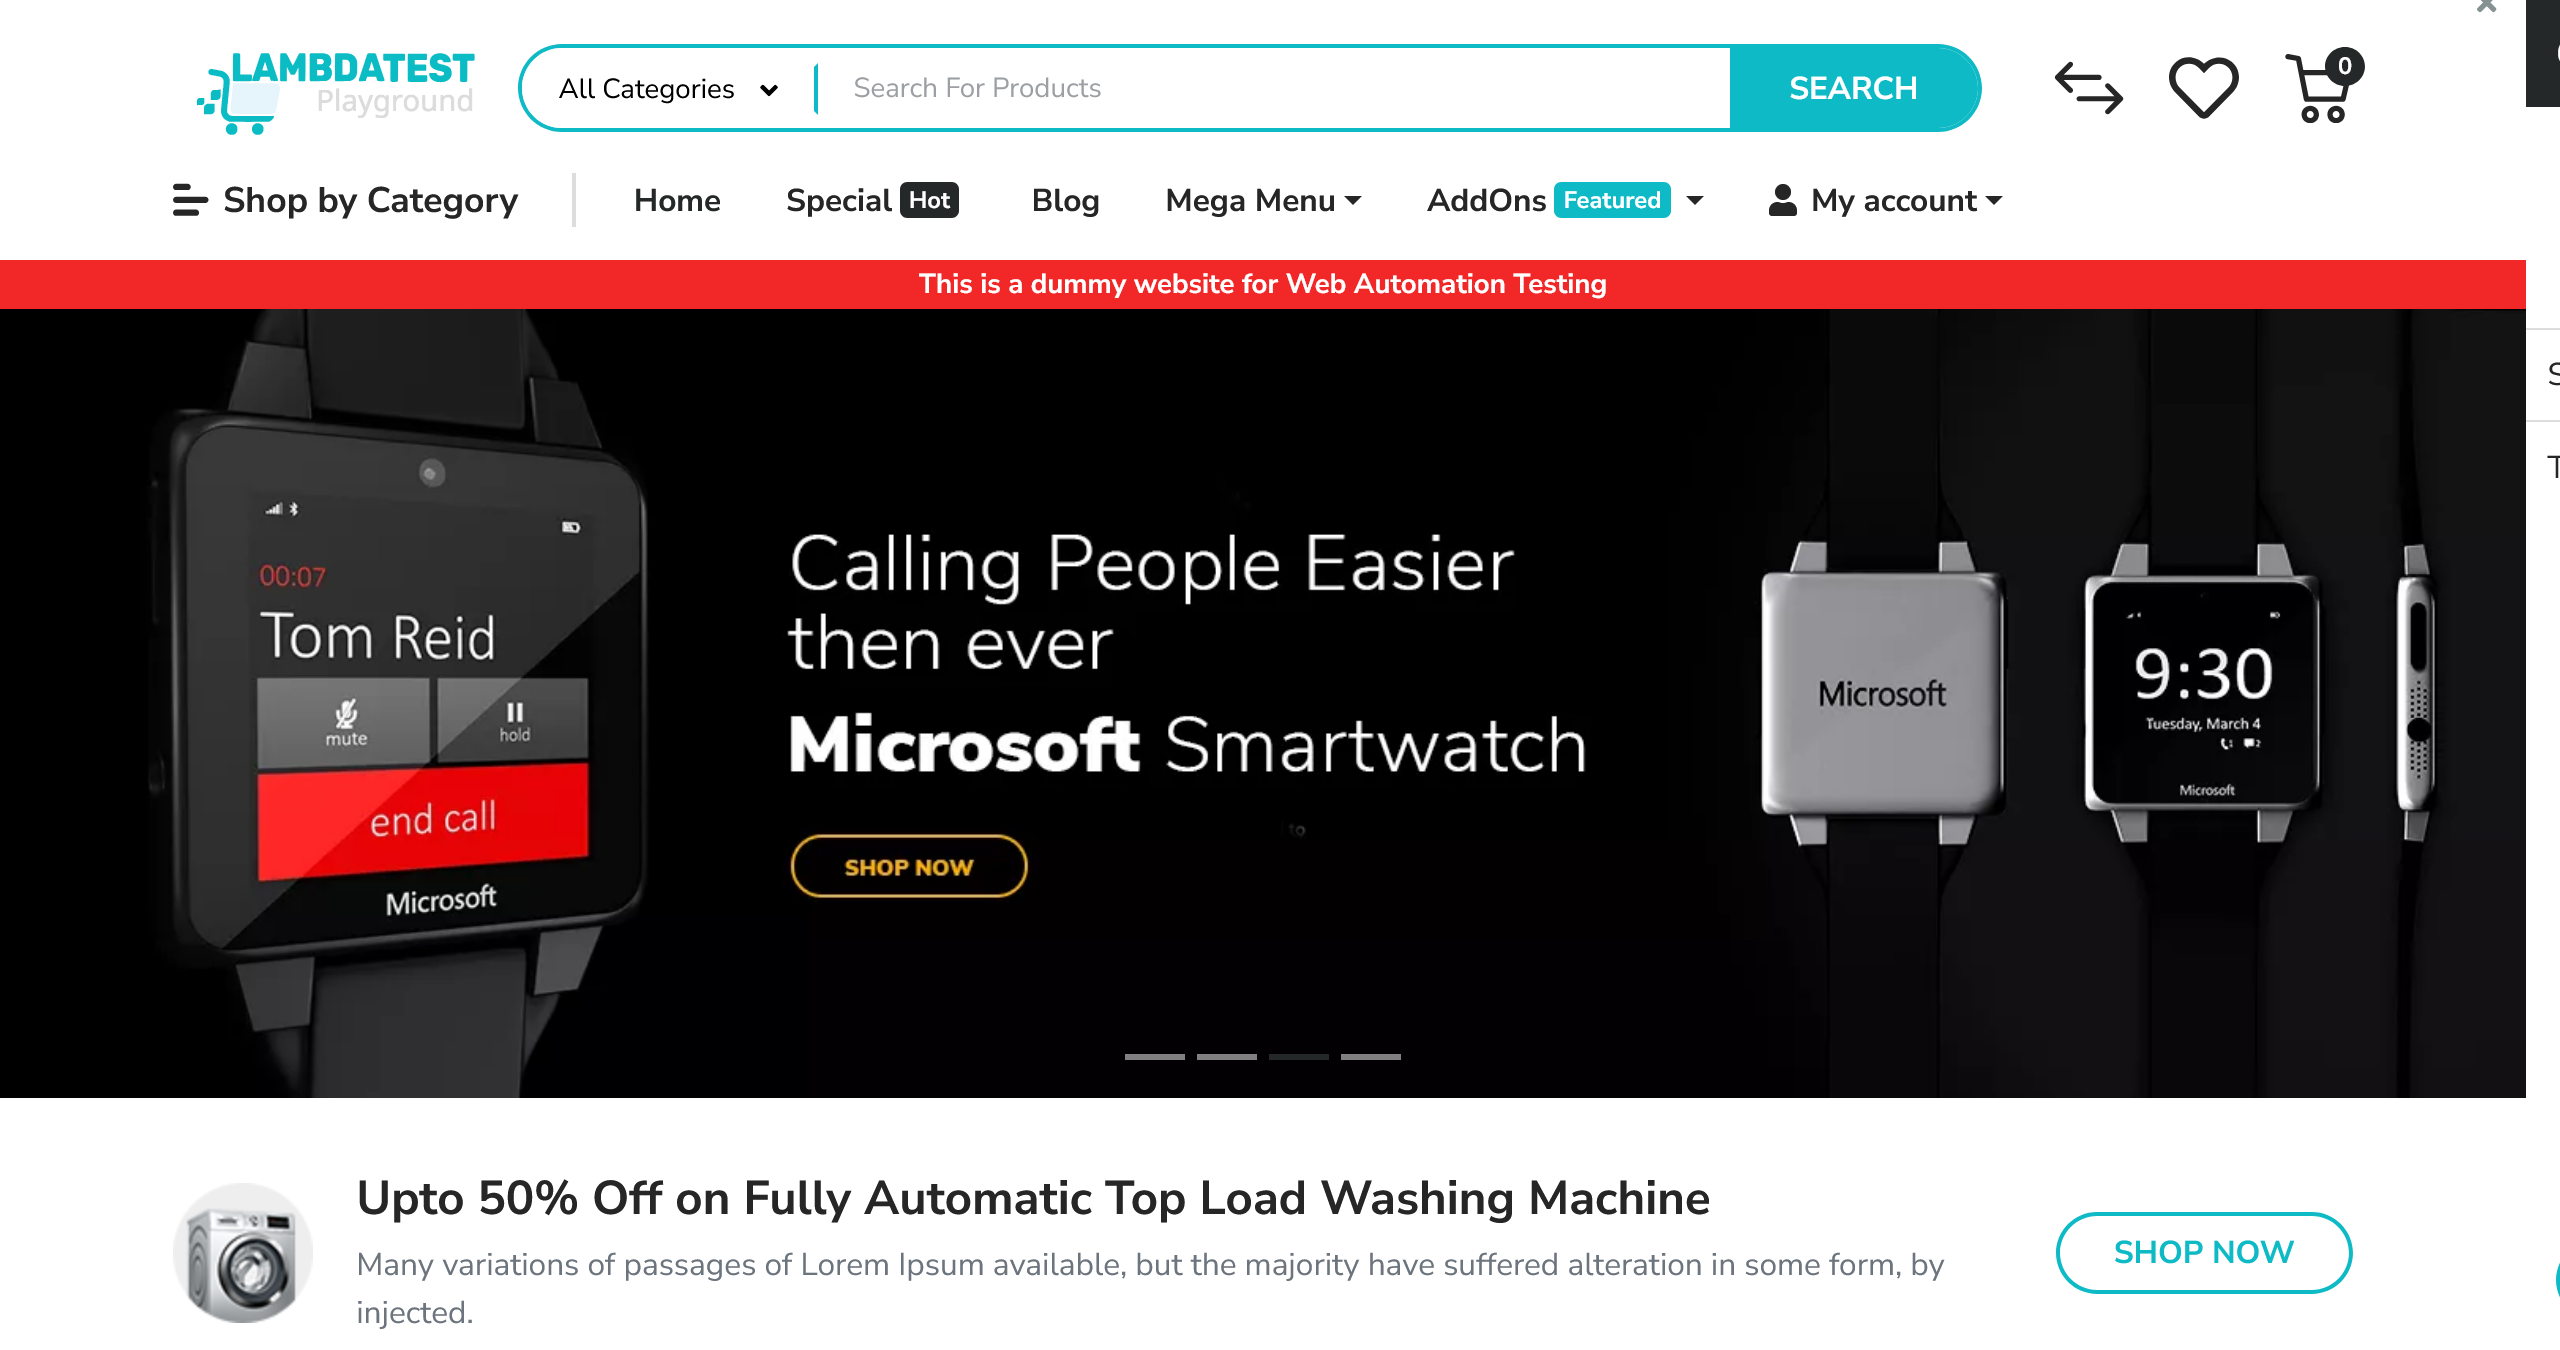 LAMBDATEST
Playground
All Categories
Search For Products
SEARCH
0
Shop by Category
Home
Special Hot
Blog
Mega Menu
AddOns Featured
My account
This is a dummy website for Web Automation Testing
00:07
Tom Reid
mute
hold
end call
Microsoft
Calling People Easier
then ever
Microsoft Smartwatch
SHOP NOW
Microsoft
9:30
Tuesday, March 4
Microsoft
Upto 50% Off on Fully Automatic Top Load Washing Machine
Many variations of passages of Lorem Ipsum available, but the majority have suffered alteration in some form, by
injected.
SHOP NOW